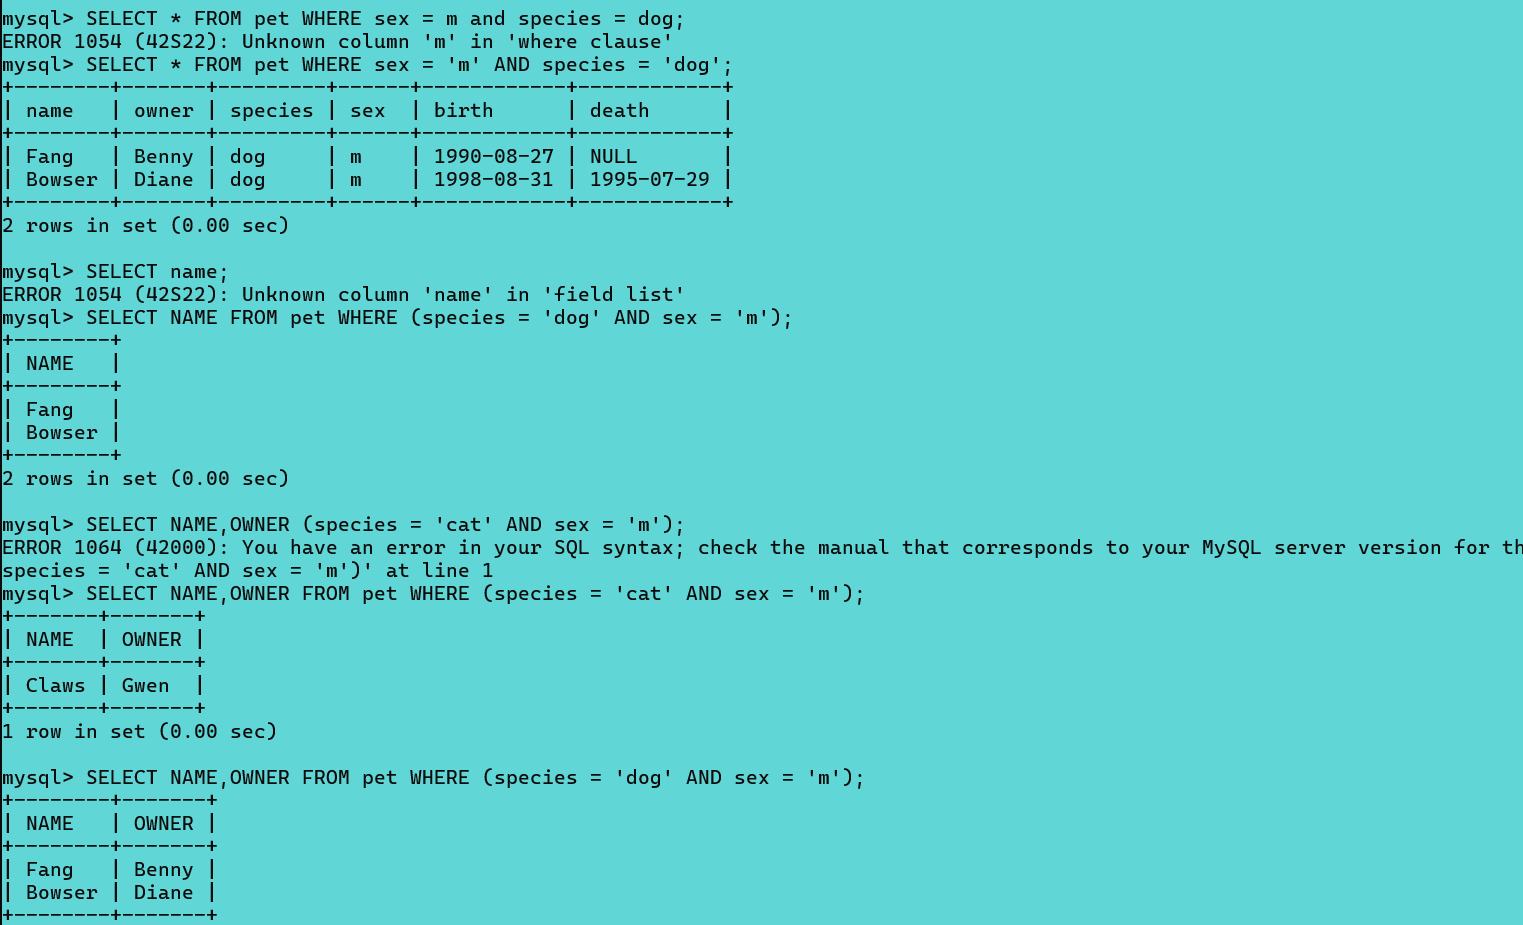 mysql> SELECT * FROM pet WHERE sex = m and species = dog;
ERROR 1054 (42S22): Unknown column 'm' in 'where clause'
mysql> SELECT * FROM pet WHERE sex = 'm' AND species = 'dog';
+--------+-------+---------+------+------------+------------+
| name   | owner | species | sex  | birth      | death      |
+--------+-------+---------+------+------------+------------+
| Fang   | Benny | dog     | m    | 1990-08-27 | NULL       |
| Bowser | Diane | dog     | m    | 1998-08-31 | 1995-07-29 |
+--------+-------+---------+------+------------+------------+
2 rows in set (0.00 sec)

mysql> SELECT name;
ERROR 1054 (42S22): Unknown column 'name' in 'field list'
mysql> SELECT NAME FROM pet WHERE (species = 'dog' AND sex = 'm');
+--------+
| NAME   |
+--------+
| Fang   |
| Bowser |
+--------+
2 rows in set (0.00 sec)

mysql> SELECT NAME,OWNER (species = 'cat' AND sex = 'm');
ERROR 1064 (42000): You have an error in your SQL syntax; check the manual that corresponds to your MySQL server version for th
species = 'cat' AND sex = 'm')' at line 1
mysql> SELECT NAME,OWNER FROM pet WHERE (species = 'cat' AND sex = 'm');
+-------+-------+
| NAME  | OWNER |
+-------+-------+
| Claws | Gwen  |
+-------+-------+
1 row in set (0.00 sec)

mysql> SELECT NAME,OWNER FROM pet WHERE (species = 'dog' AND sex = 'm');
+--------+-------+
| NAME   | OWNER |
+--------+-------+
| Fang   | Benny |
| Bowser | Diane |
+--------+-------+